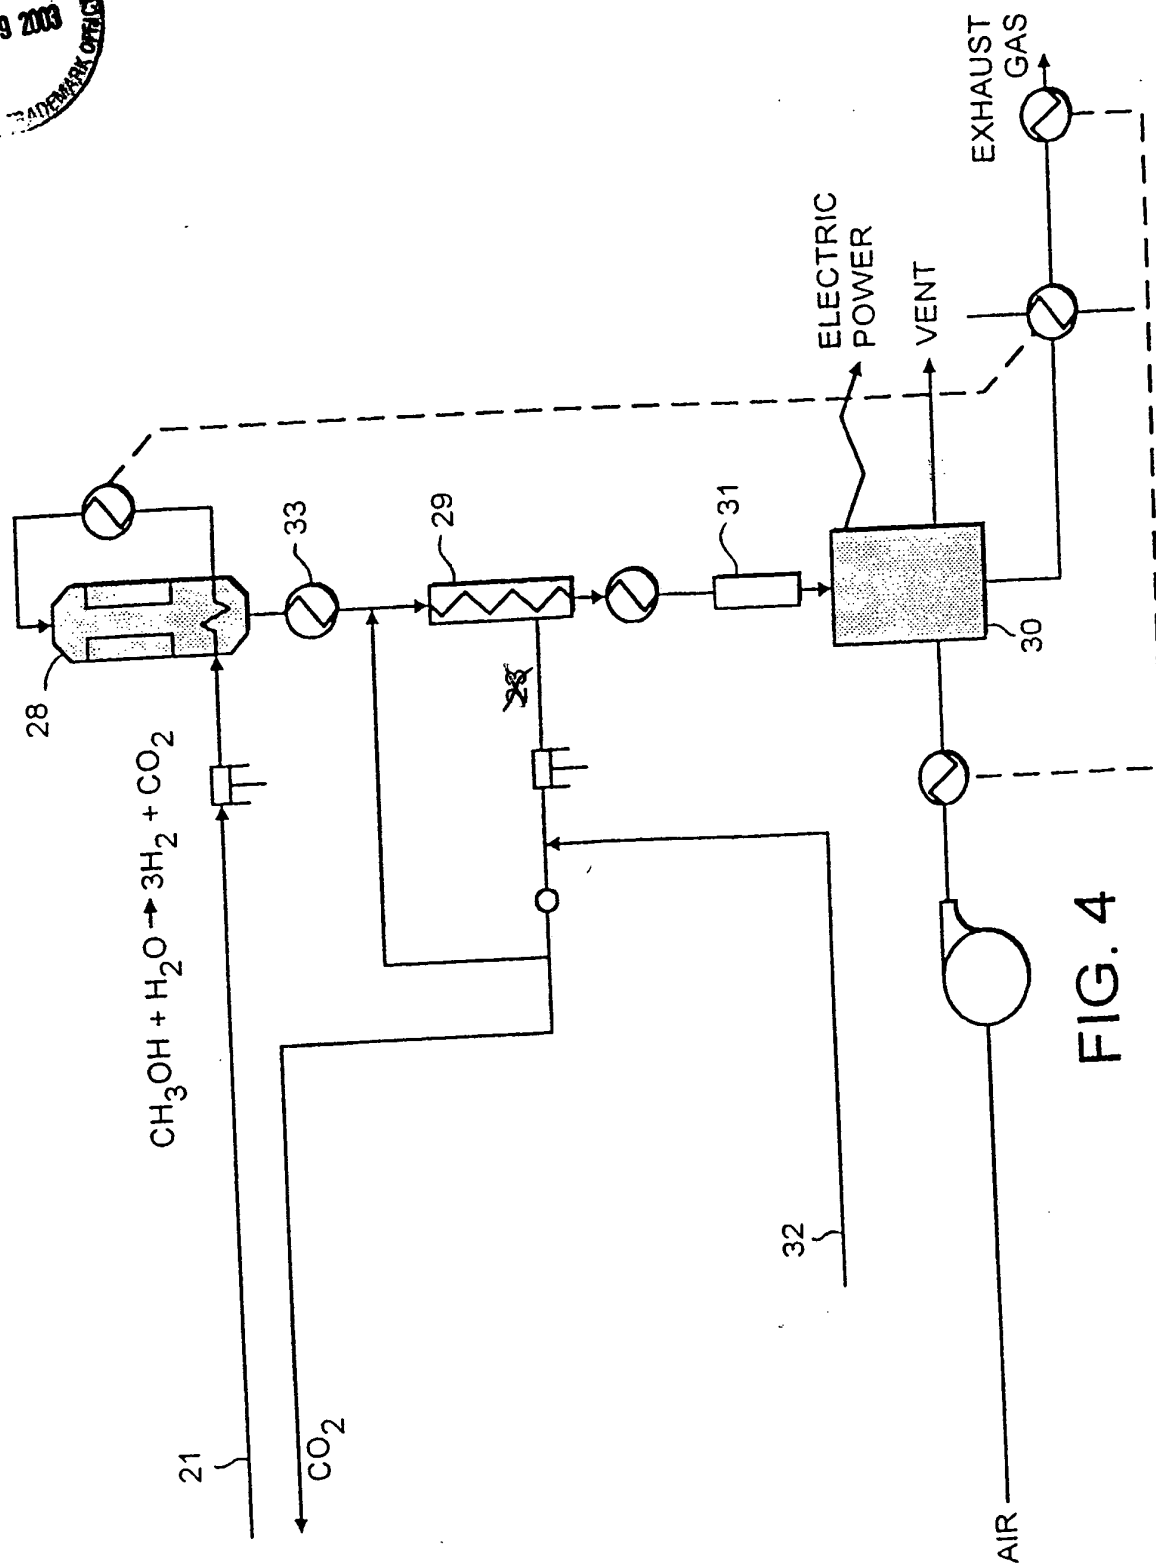 9 2003
TRADEMARK OFFICE
EXHAUST
GAS
ELECTRIC
POWER
VENT
28
33
29
31
30
CH3OH + H2O → 3H2 + CO2
32
21
CO2
AIR
FIG. 4